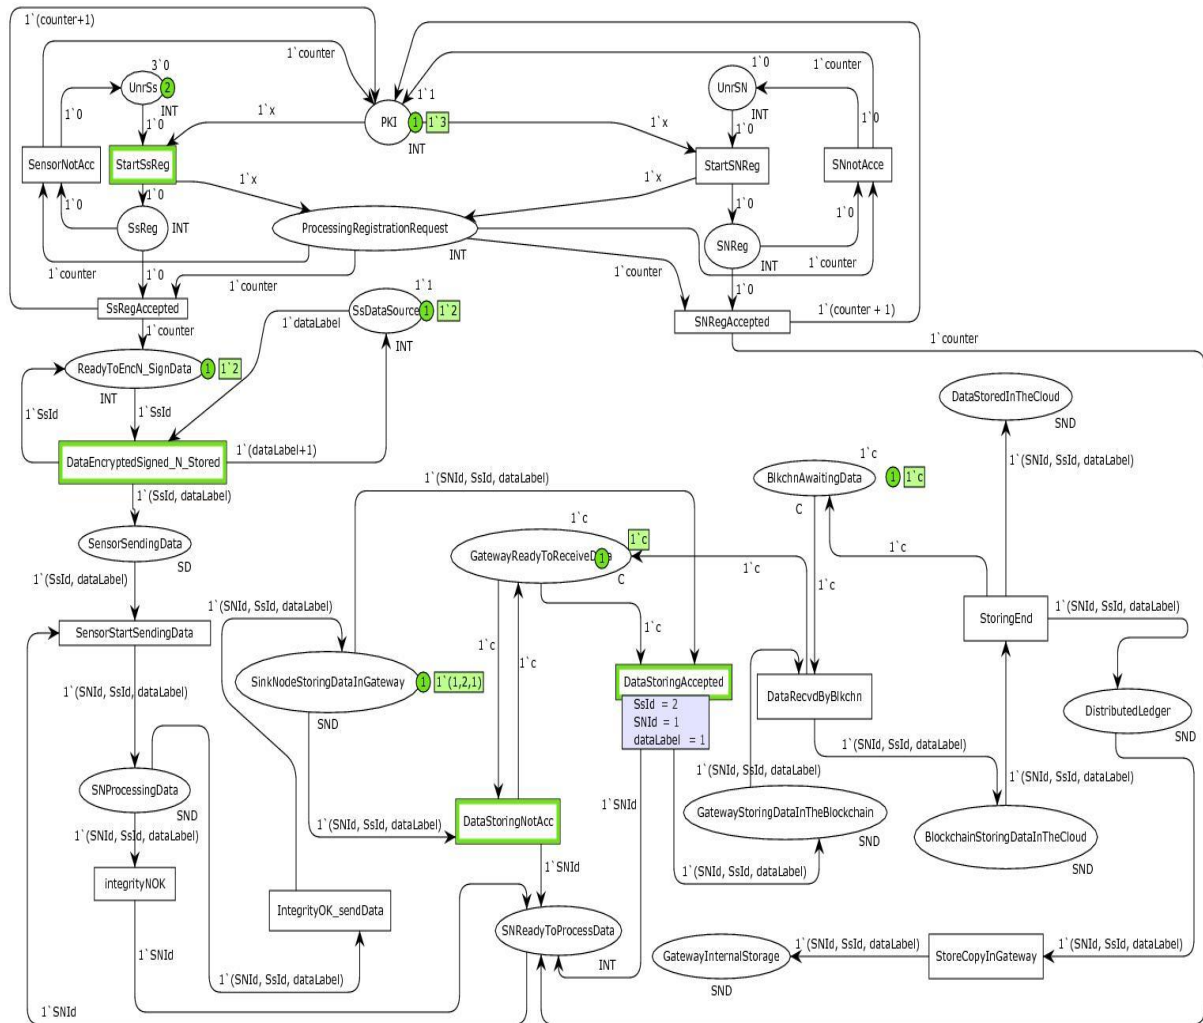 1`(counter+1)
3`0
1`counter
1`0
1`counter
UnrSs
2
1`1
UnrSN
1`0
INT
1`x
PKI
1
1`3
INT
1`x
INT
1`0
1`0
1`0
SensorNotAcc
StartSsReg
StartSNReg
SNnotAcce
1`0
1`0
1`x
1`x
1`0
1`0
SsReg
INT
ProcessingRegistrationRequest
INT
SNReg
INT
1`counter
1`0
1`counter
1`counter
1`0
1`counter
SsRegAccepted
1`1
SNRegAccepted
1`(counter + 1)
1`counter
1`dataLabel
SsDataSource
1
1`2
INT
1`counter
ReadyToEncN_SignData
1
1`2
INT
1`SsId
1`SsId
DataStoredInTheCloud
SND
DataEncryptedSigned_N_Stored
1`(dataLabel+1)
1`(SNId, SsId, dataLabel)
1`c
1`(SNId, SsId, dataLabel)
1`(SsId, dataLabel)
BlkchnAwaitingData
1
1`c
C
SensorSendingData
SD
1`c
GatewayReadyToReceiveData
1
1`c
C
1`c
1`c
1`c
1`(SsId, dataLabel)
1`(SNId, SsId, dataLabel)
1`(SNId, SsId, dataLabel)
SensorStartSendingData
1`c
1`c
1`c
StoringEnd
SinkNodeStoringDataInGateway
1
1`(1,2,1)
SND
DataStoringAccepted
SsId = 2
SNId = 1
dataLabel = 1
DataRecvdByBlkchn
DistributedLedger
SND
1`(SNId, SsId, dataLabel)
1`(SNId, SsId, dataLabel)
1`(SNId, SsId, dataLabel)
1`(SNId, SsId, dataLabel)
SNProcessingData
SND
1`SNId
GatewayStoringDataInTheBlockchain
SND
BlockchainStoringDataInTheCloud
SND
1`(SNId, SsId, dataLabel)
1`(SNId, SsId, dataLabel)
DataStoringNotAcc
1`SNId
1`(SNId, SsId, dataLabel)
integrityNOK
IntegrityOK_sendData
SNReadyToProcessData
INT
1`SNId
1`(SNId, SsId, dataLabel)
GatewayInternalStorage
SND
1`(SNId, SsId, dataLabel)
StoreCopyInGateway
1`(SNId, SsId, dataLabel)
1`SNId